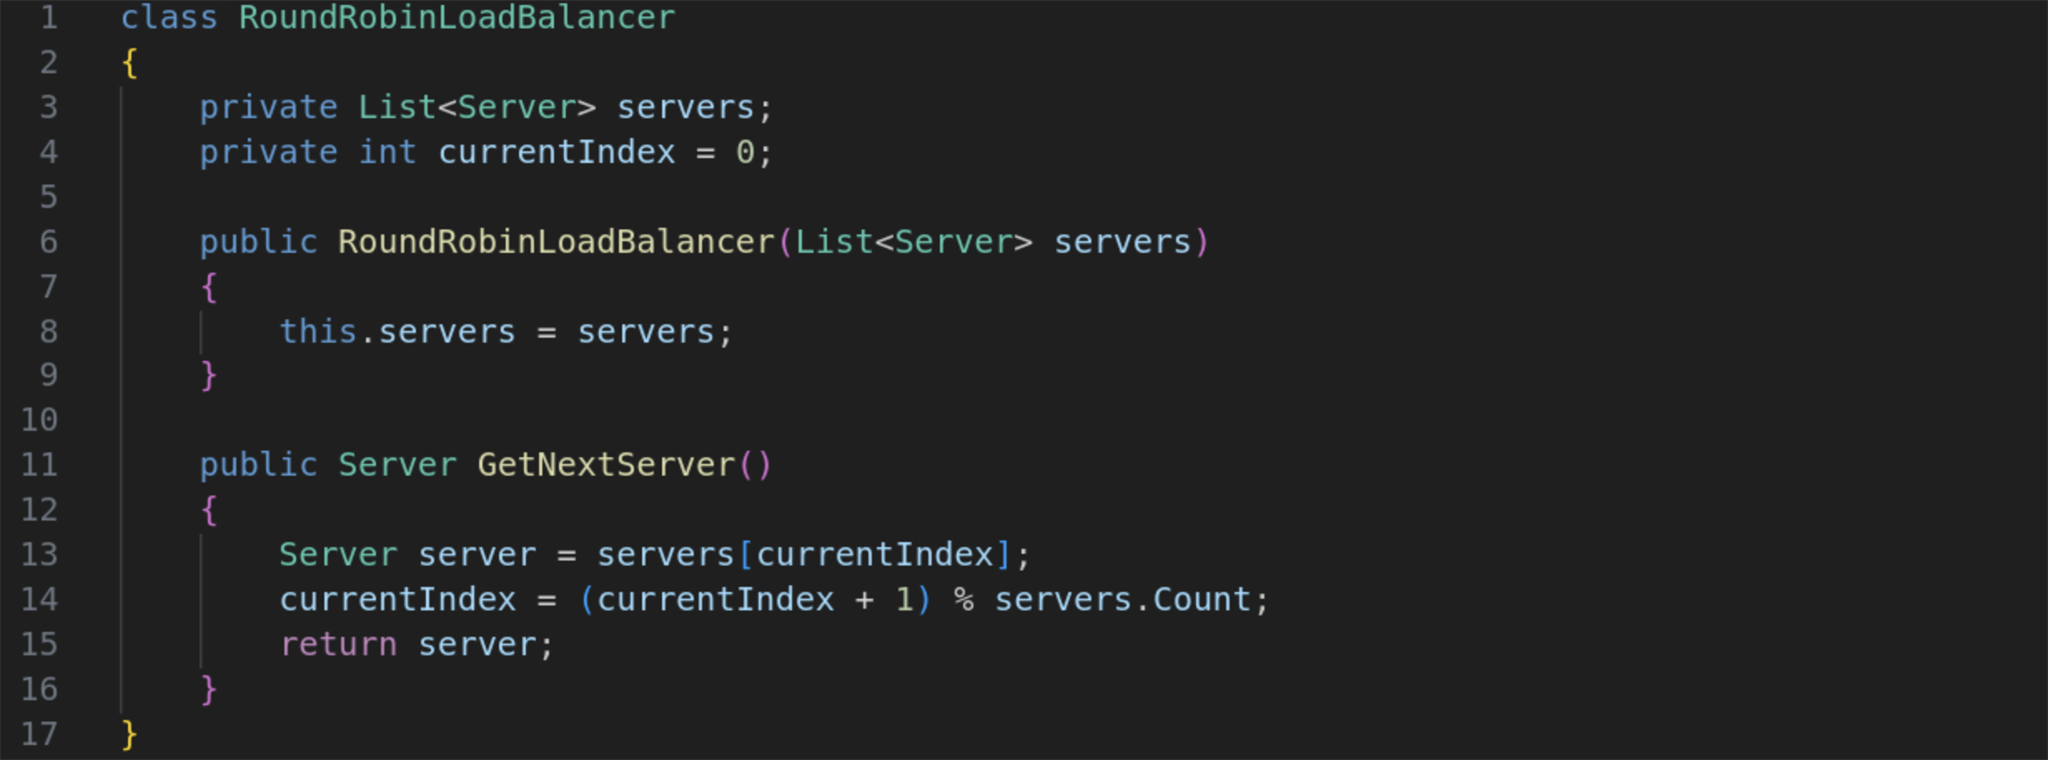 1 class RoundRobinLoadBalancer
2 {
3 private List<Server> servers;
4 private int currentIndex = 0;
5
6 public RoundRobinLoadBalancer(List<Server> servers)
7 {
8 this.servers = servers;
9 }
10
11 public Server GetNextServer()
12 {
13 Server server = servers[currentIndex];
14 currentIndex = (currentIndex + 1) % servers.Count;
15 return server;
16 }
17 }